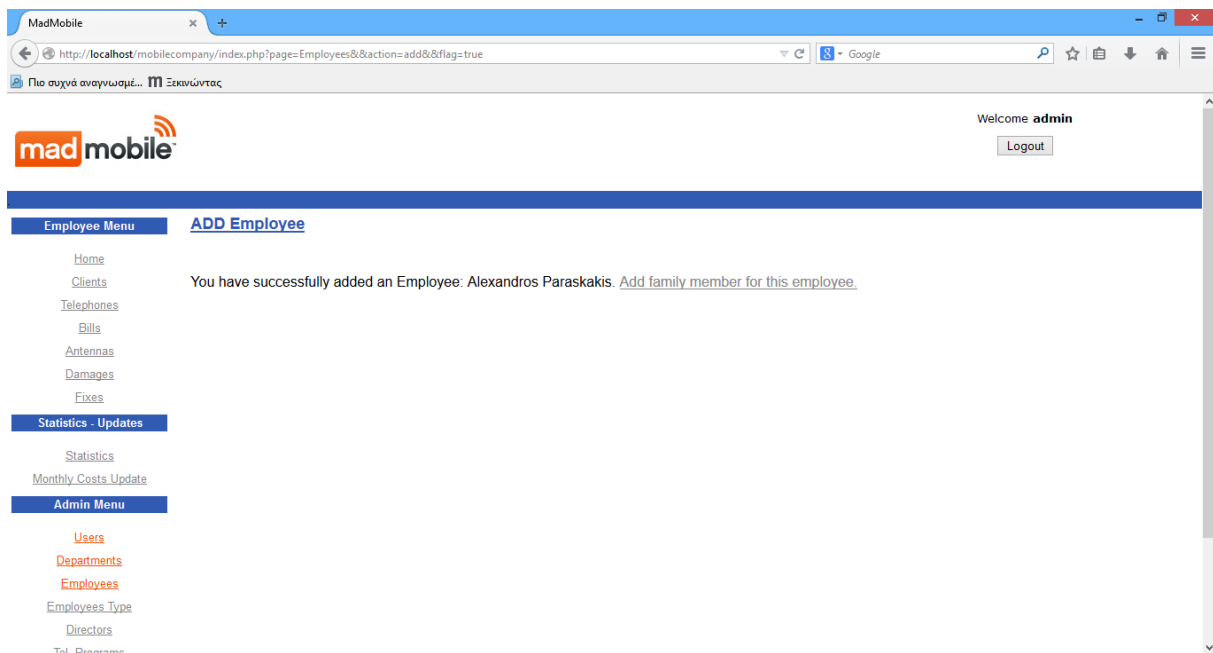 MadMobile
http://localhost/mobilecompany/index.php?page=Employees&&action=add&&flag=true
Google
Πιο συχνά αναγνωσμέ...
Ξεκινώντας
mad mobile
Welcome admin
Logout
Employee Menu
Home
Clients
Telephones
Bills
Antennas
Damages
Fixes
Statistics - Updates
Statistics
Monthly Costs Update
Admin Menu
Users
Departments
Employees
Employees Type
Directors
Tel. Programs
ADD Employee
You have successfully added an Employee: Alexandros Paraskakis. Add family member for this employee.